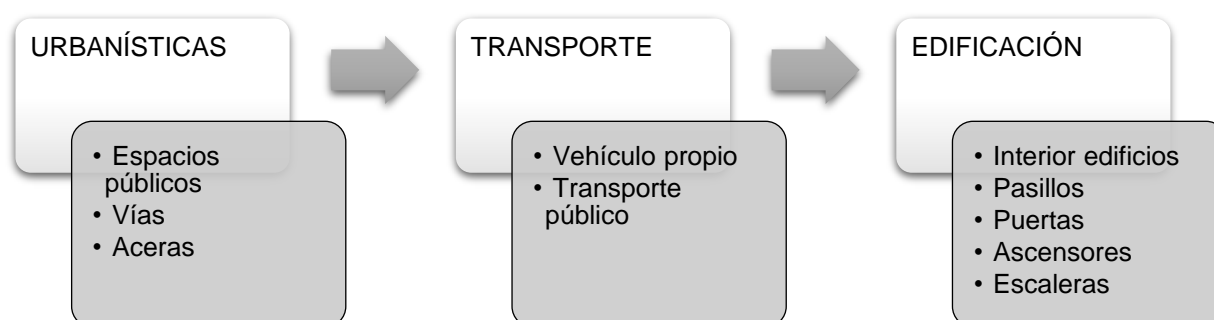 URBANÍSTICAS
• Espacios
públicos
• Vías
• Aceras
TRANSPORTE
• Vehículo propio
• Transporte
público
EDIFICACIÓN
• Interior edificios
• Pasillos
• Puertas
• Ascensores
• Escaleras